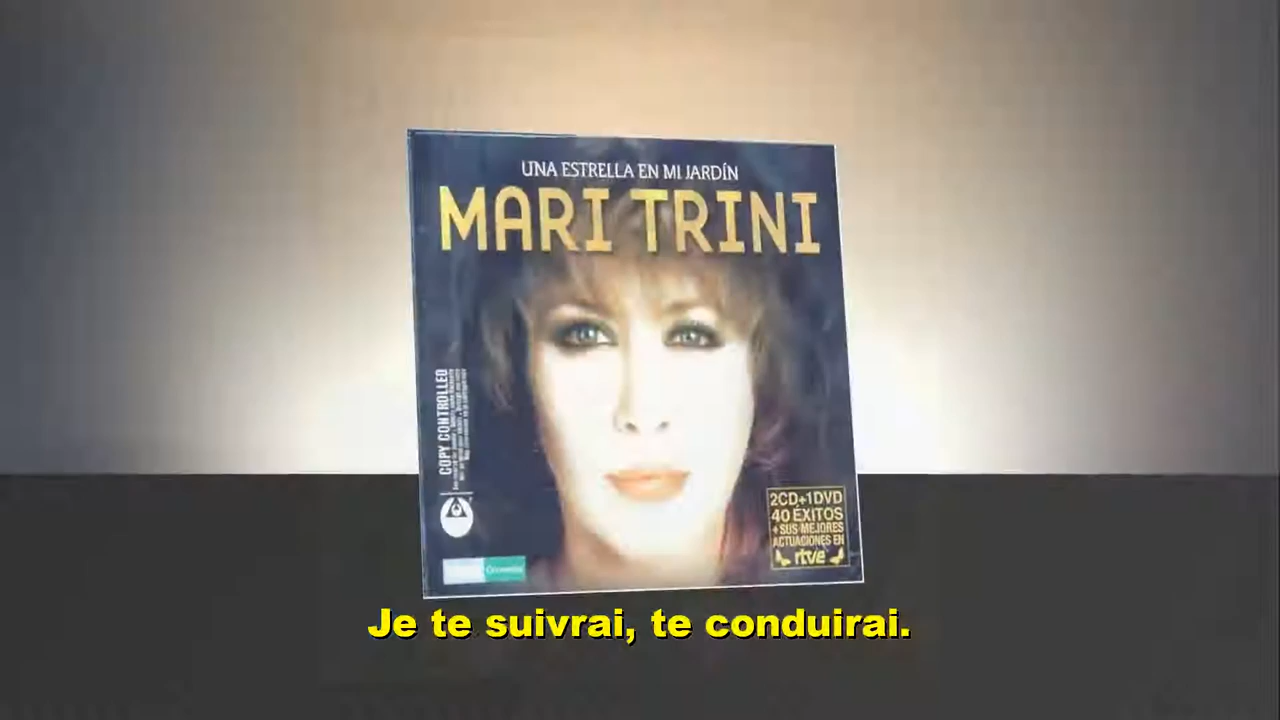 UNA ESTRELLA EN MI JARDÍN
MARI TRINI
COPY CONTROLLED
2CD+1DVD
40 ÉXITOS
+SUS MEJORES
ACTUACIONES EN
rtve
Je te suivrai, te conduirai.